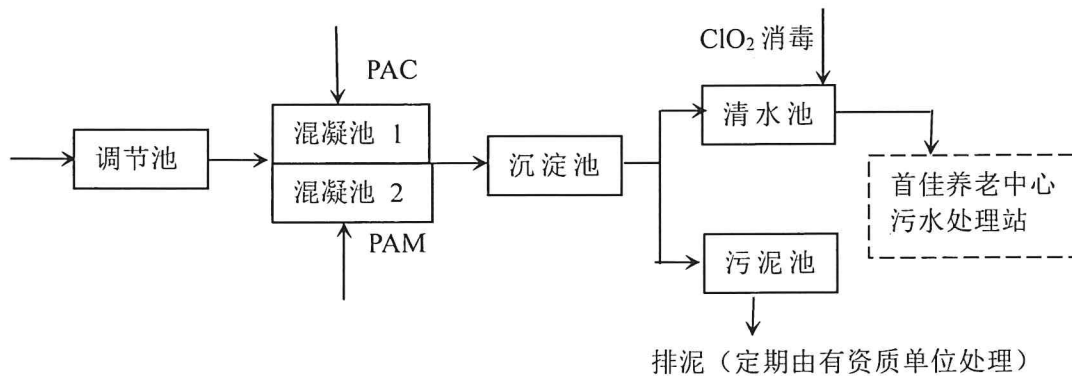 ClO₂ 消毒
PAC
清水池
混凝池 1
调节池
沉淀池
混凝池 2
首佳养老中心
污水处理站
PAM
污泥池
排泥（定期由有资质单位处理）